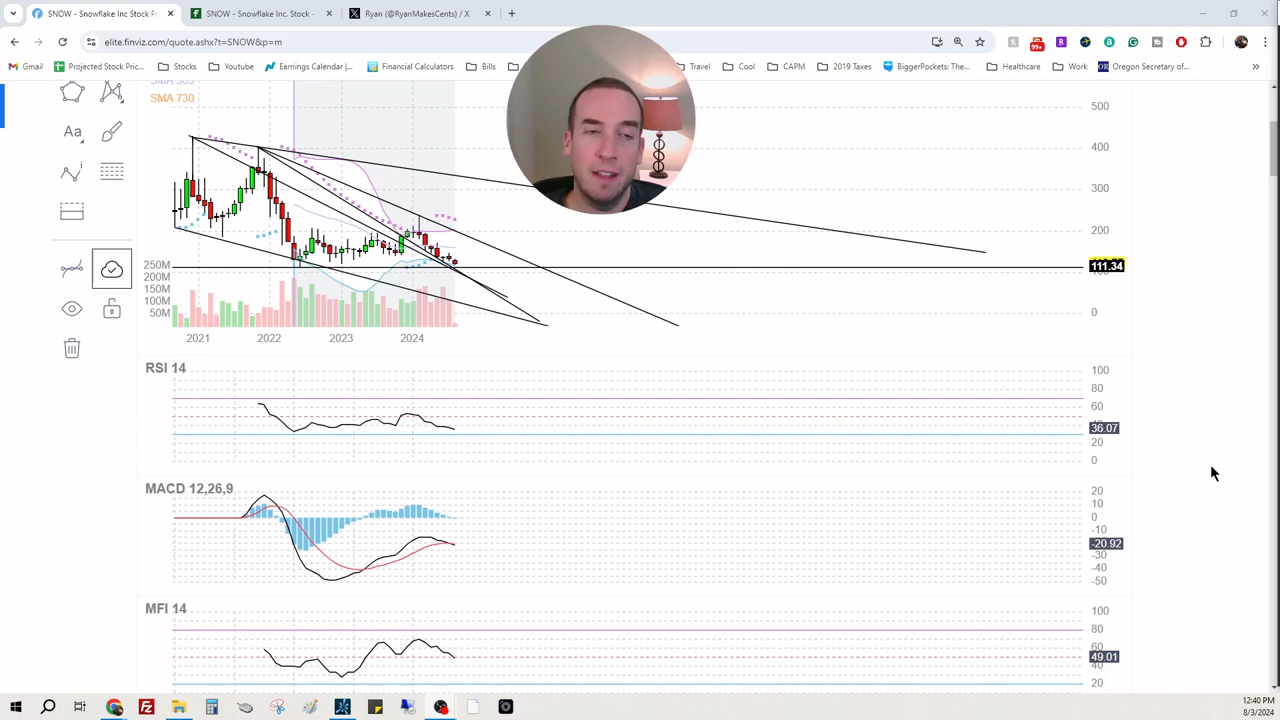 SNOW - Snowflake Inc Stock Pr
SNOW - Snowflake Inc. Stock -
Ryan (@RyanMakesCents) /
elite.finviz.com/quote.ashx?t=SNOW&p=m
99+
Gmail
Projected Stock Pric...
Stocks
Youtube
Earnings Calendar |...
Financial Calculators
Bills
Travel
Cool
CAPM
2019 Taxes
BiggerPockets: The...
Healthcare
Work
OR
Oregon Secretary of...
SMA 730
Aa
500
400
300
200
111.34
0
250M
200M
150M
100M
50M
2021
2022
2023
2024
RSI 14
100
80
60
36.07
20
0
MACD 12,26,9
20
10
0
-10
-20.92
-30
-40
-50
MFI 14
100
80
60
49.01
40
20
12:40 PM
8/3/2024